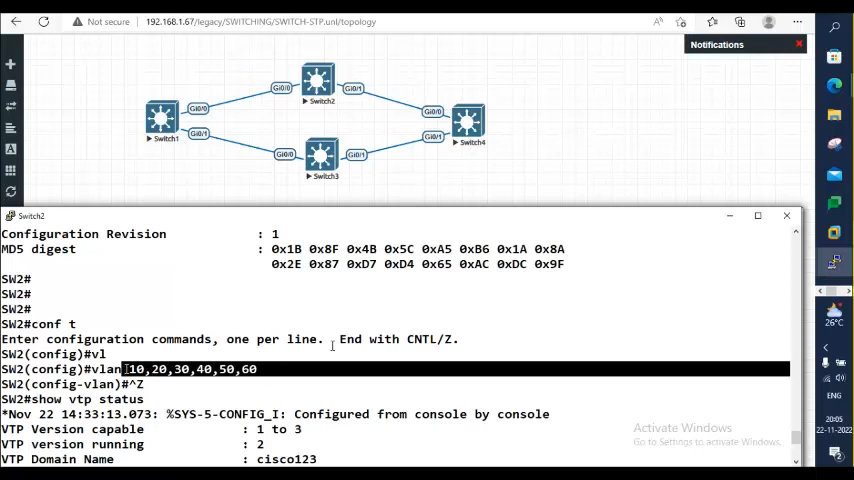 Not secure
192.168.1.67/legacy/SWITCHING/SWITCH-STP.unl/topology
Notifications
Switch2
Gi0/0
Gi0/1
Switch1
Gi0/0
Gi0/1
Gi0/0
Gi0/1
Switch4
Gi0/0
Gi0/1
Switch3
Switch2
Configuration Revision : 1
MD5 digest : 0x1B 0x8F 0x4B 0x5C 0xA5 0xB6 0x1A 0x8A
0x2E 0x87 0xD7 0xD4 0x65 0xAC 0xDC 0x9F
SW2#
SW2#
SW2#
SW2#conf t
Enter configuration commands, one per line. End with CNTL/Z.
SW2(config)#vl
SW2(config)#vlan 10,20,30,40,50,60
SW2(config-vlan)#^Z
SW2#show vtp status
*Nov 22 14:33:13.073: %SYS-5-CONFIG_I: Configured from console by console
VTP Version capable : 1 to 3
VTP version running : 2
VTP Domain Name : cisco123
Activate Windows
Go to Settings to activate Windows.
26°C
ENG
20:05
22-11-2022
2